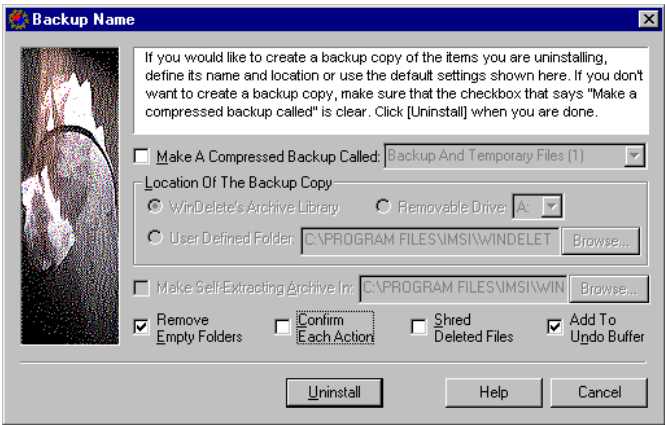 Backup Name
If you would like to create a backup copy of the items you are uninstalling,
define its name and location or use the default settings shown here. If you don't
want to create a backup copy, make sure that the checkbox that says "Make a
compressed backup called" is clear. Click [Uninstall] when you are done.
Make A Compressed Backup Called: Backup And Temporary Files (1)
Location Of The Backup Copy
WinDelete's Archive Library Removable Drive: A:
User Defined Folder: C:\PROGRAM FILES\IMSI\WINDELET Browse...
Make Self-Extracting Archive In: C:\PROGRAM FILES\IMSI\WIN Browse...
Remove Confirm Shred Add To
Empty Folders Each Action Deleted Files Undo Buffer
Uninstall Help Cancel